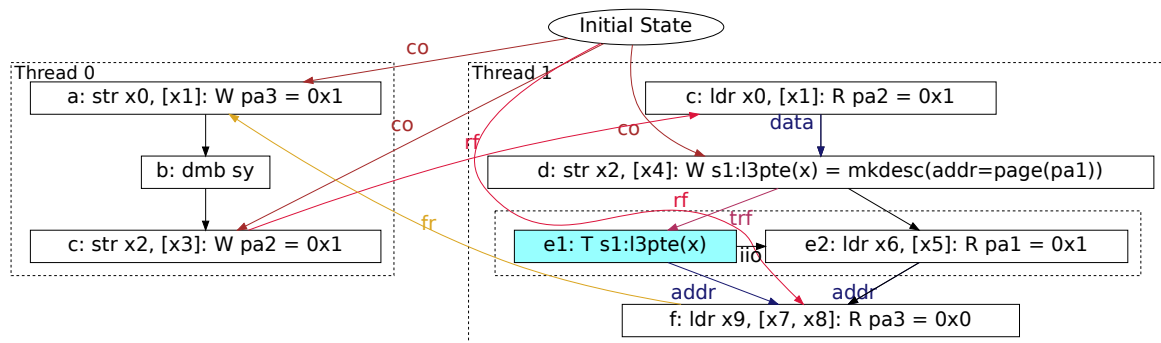 Initial State
Thread 0
Thread 1
co
a: str x0, [x1]: W pa3 = 0x1
c: ldr x0, [x1]: R pa2 = 0x1
co
co
data
rf
b: dmb sy
d: str x2, [x4]: W s1:l3pte(x) = mkdesc(addr=page(pa1))
rf
trf
fr
c: str x2, [x3]: W pa2 = 0x1
e1: T s1:l3pte(x)
iio
e2: ldr x6, [x5]: R pa1 = 0x1
addr
addr
f: ldr x9, [x7, x8]: R pa3 = 0x0